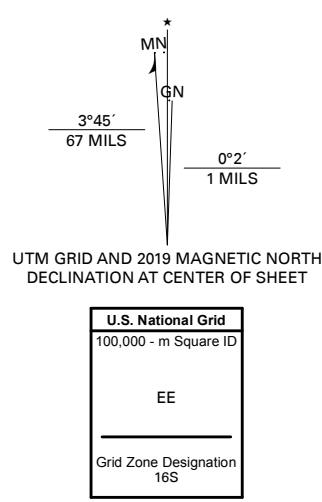 ★
MN
GN
3°45´
67 MILS
0°2´
1 MILS
UTM GRID AND 2019 MAGNETIC NORTH
DECLINATION AT CENTER OF SHEET
U.S. National Grid
100,000 - m Square ID
EE
Grid Zone Designation
16S